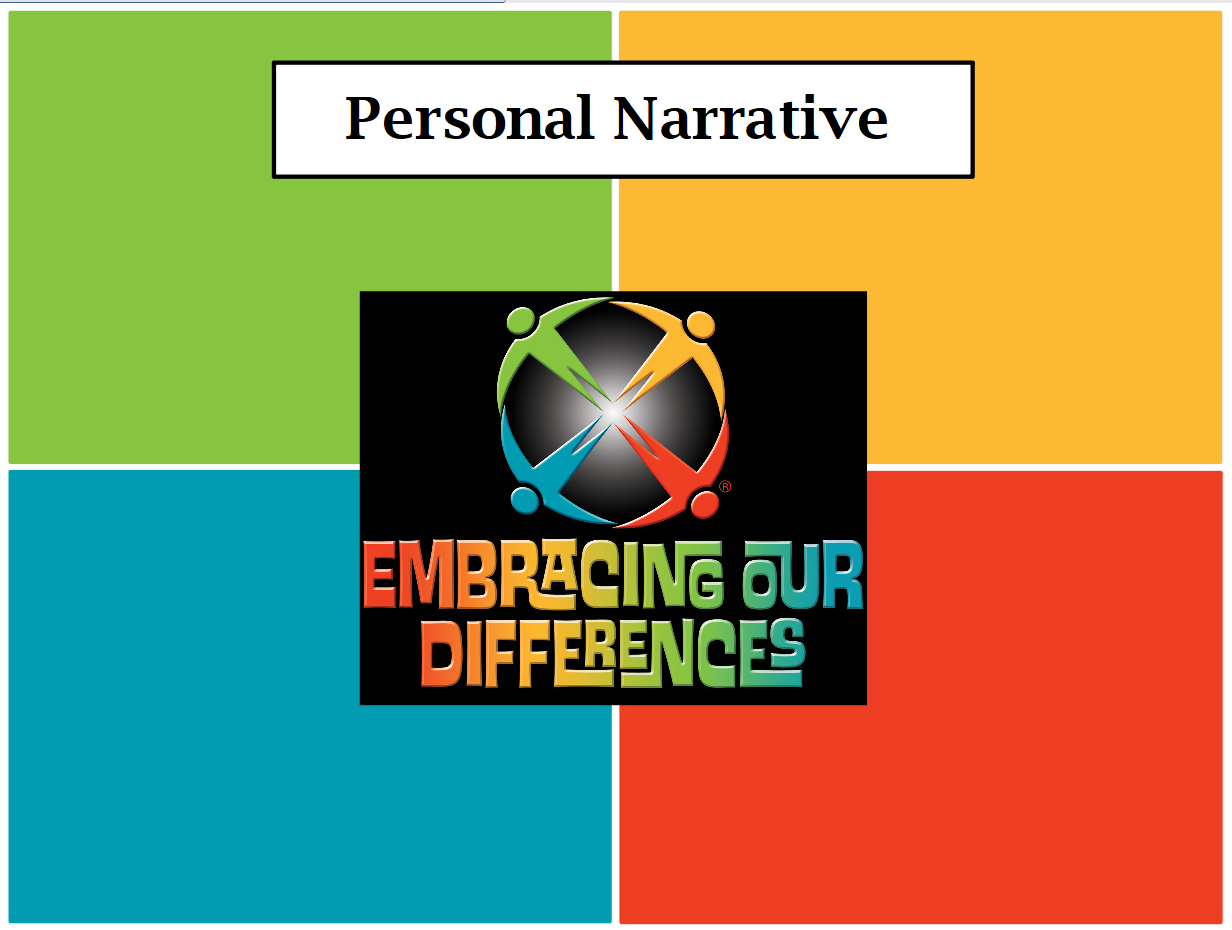 Personal Narrative
®
EMBRACING OUR
DIFFERENCES